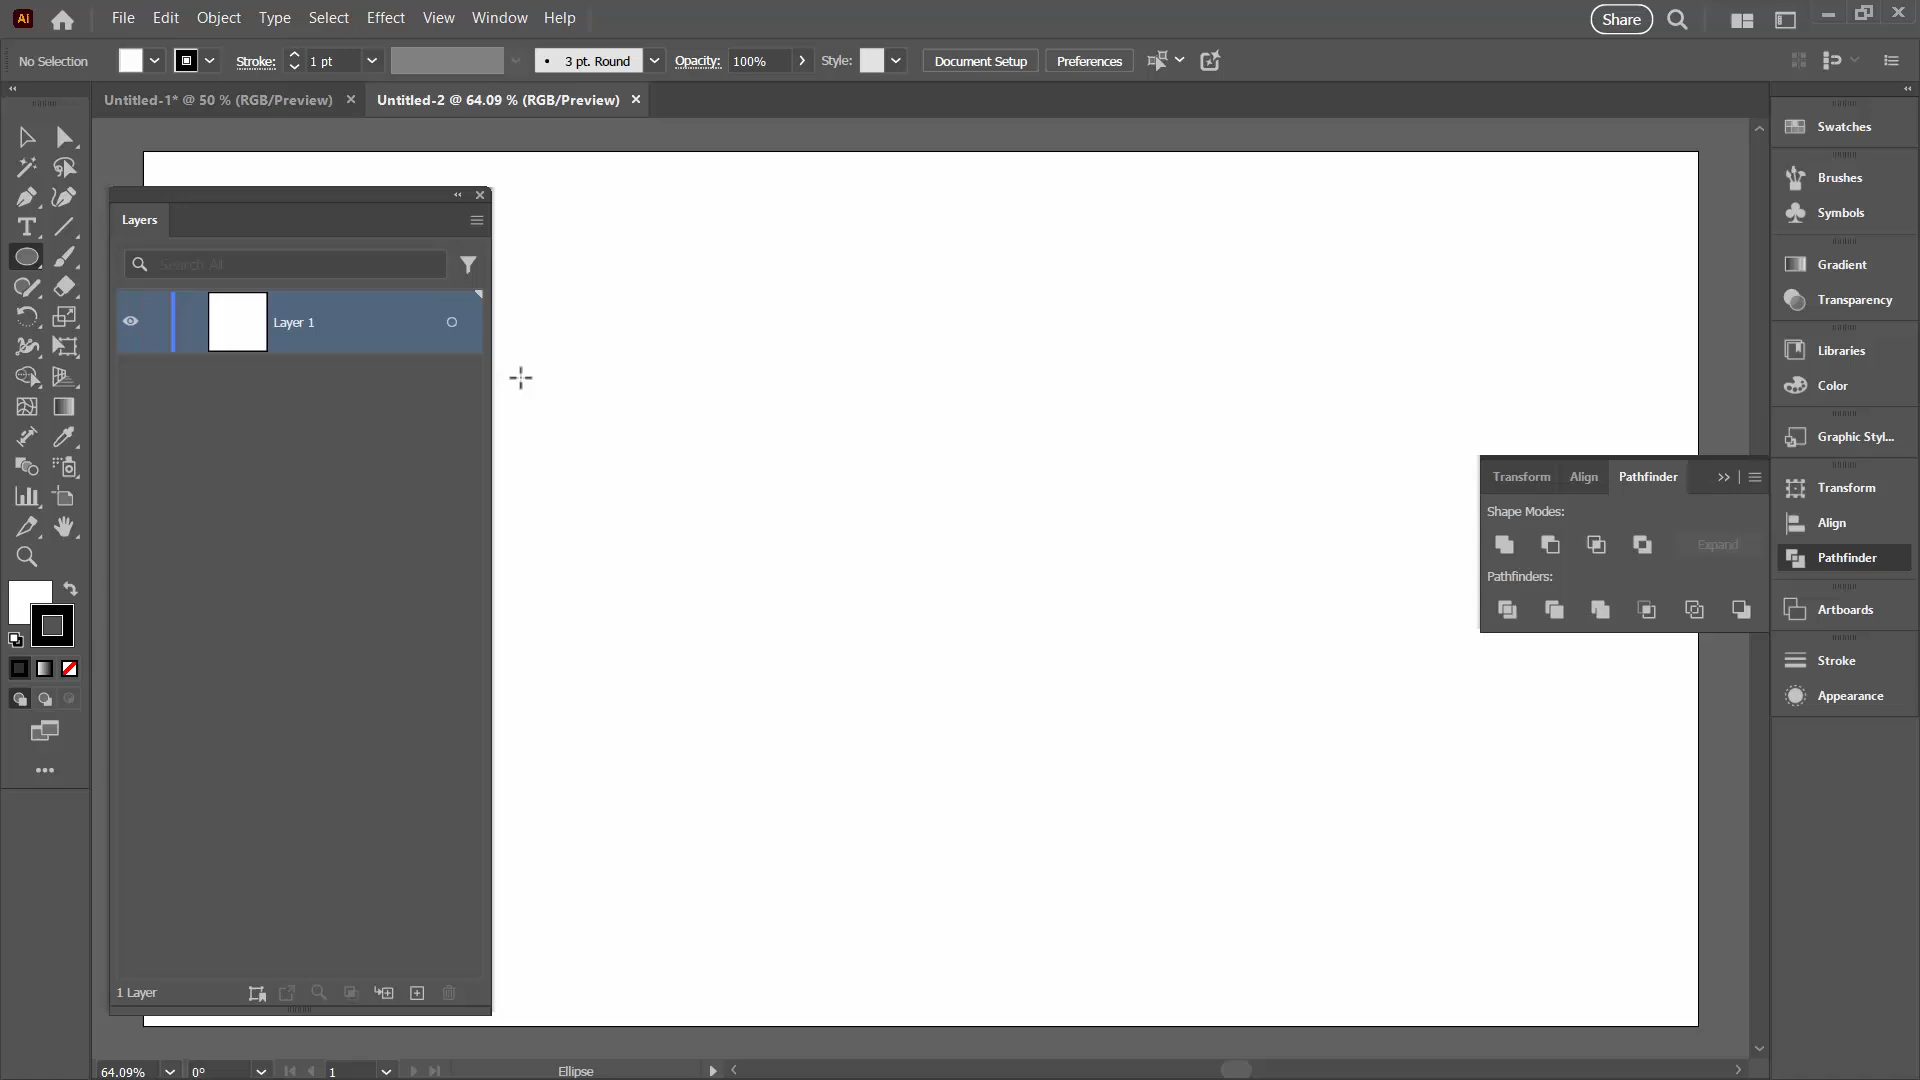 Ai File Edit Object Type Select Effect View Window Help Share
No Selection Stroke: 1 pt • 3 pt. Round Opacity: 100% Style: Document Setup Preferences
Untitled-1* @ 50 % (RGB/Preview) Untitled-2 @ 64.09 % (RGB/Preview)
Layers
Search All
Layer 1
1 Layer
Transform Align Pathfinder
Shape Modes:
Expand
Pathfinders:
Swatches
Brushes
Symbols
Gradient
Transparency
Libraries
Color
Graphic Styl...
Transform
Align
Pathfinder
Artboards
Stroke
Appearance
64.09% 0° 1 Ellipse